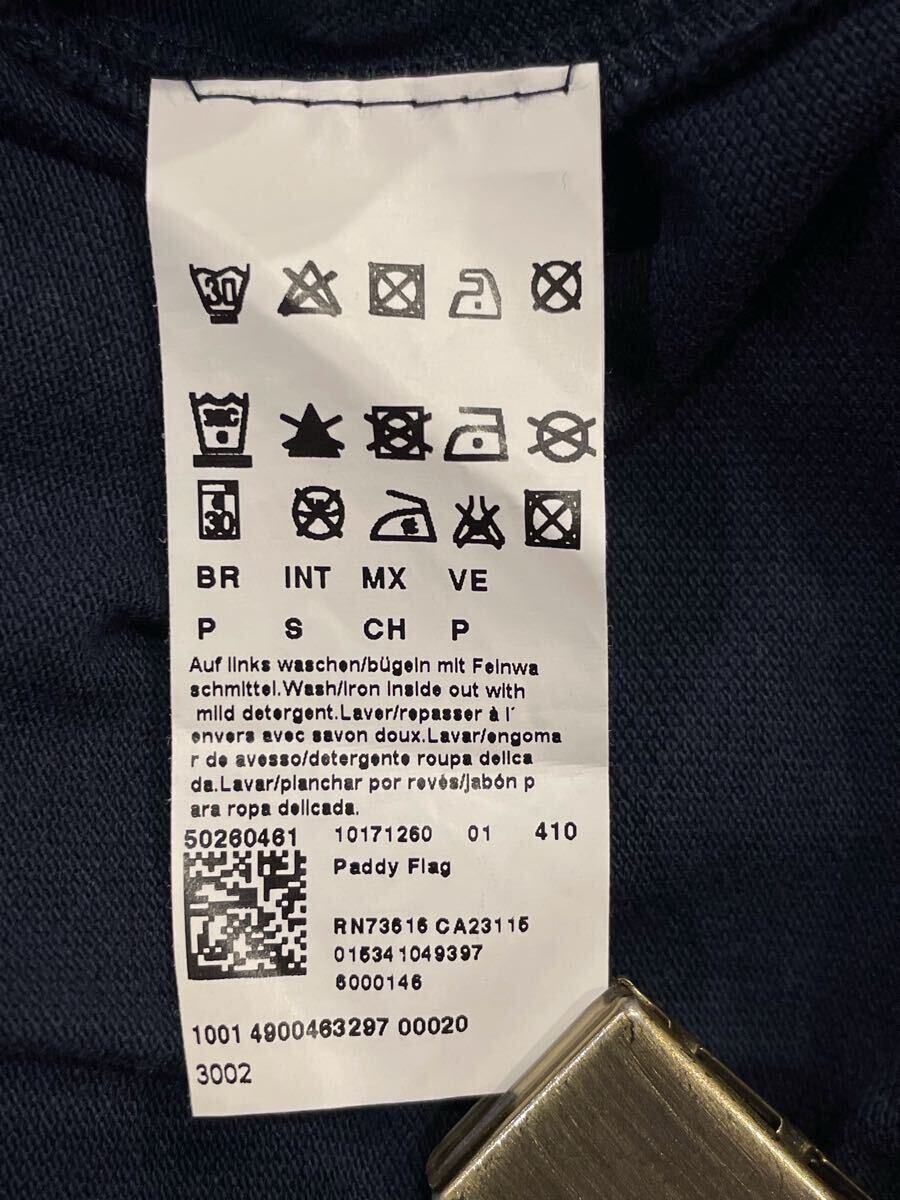 30
30
BR INT MX VE
P S CH P
Auf links waschen/bügeln mit Feinwa
schmittel.Wash/Iron inside out with
mild detergent.Laver/repasser à l'
envers avec savon doux.Lavar/engoma
r de avesso/detergente roupa delica
da.Lavar/planchar por revés/jabón p
ara ropa delicada.
50260461 10171260 01 410
Paddy Flag
RN73616 CA23115
015341049397
6000146
1001 4900463297 00020
3002